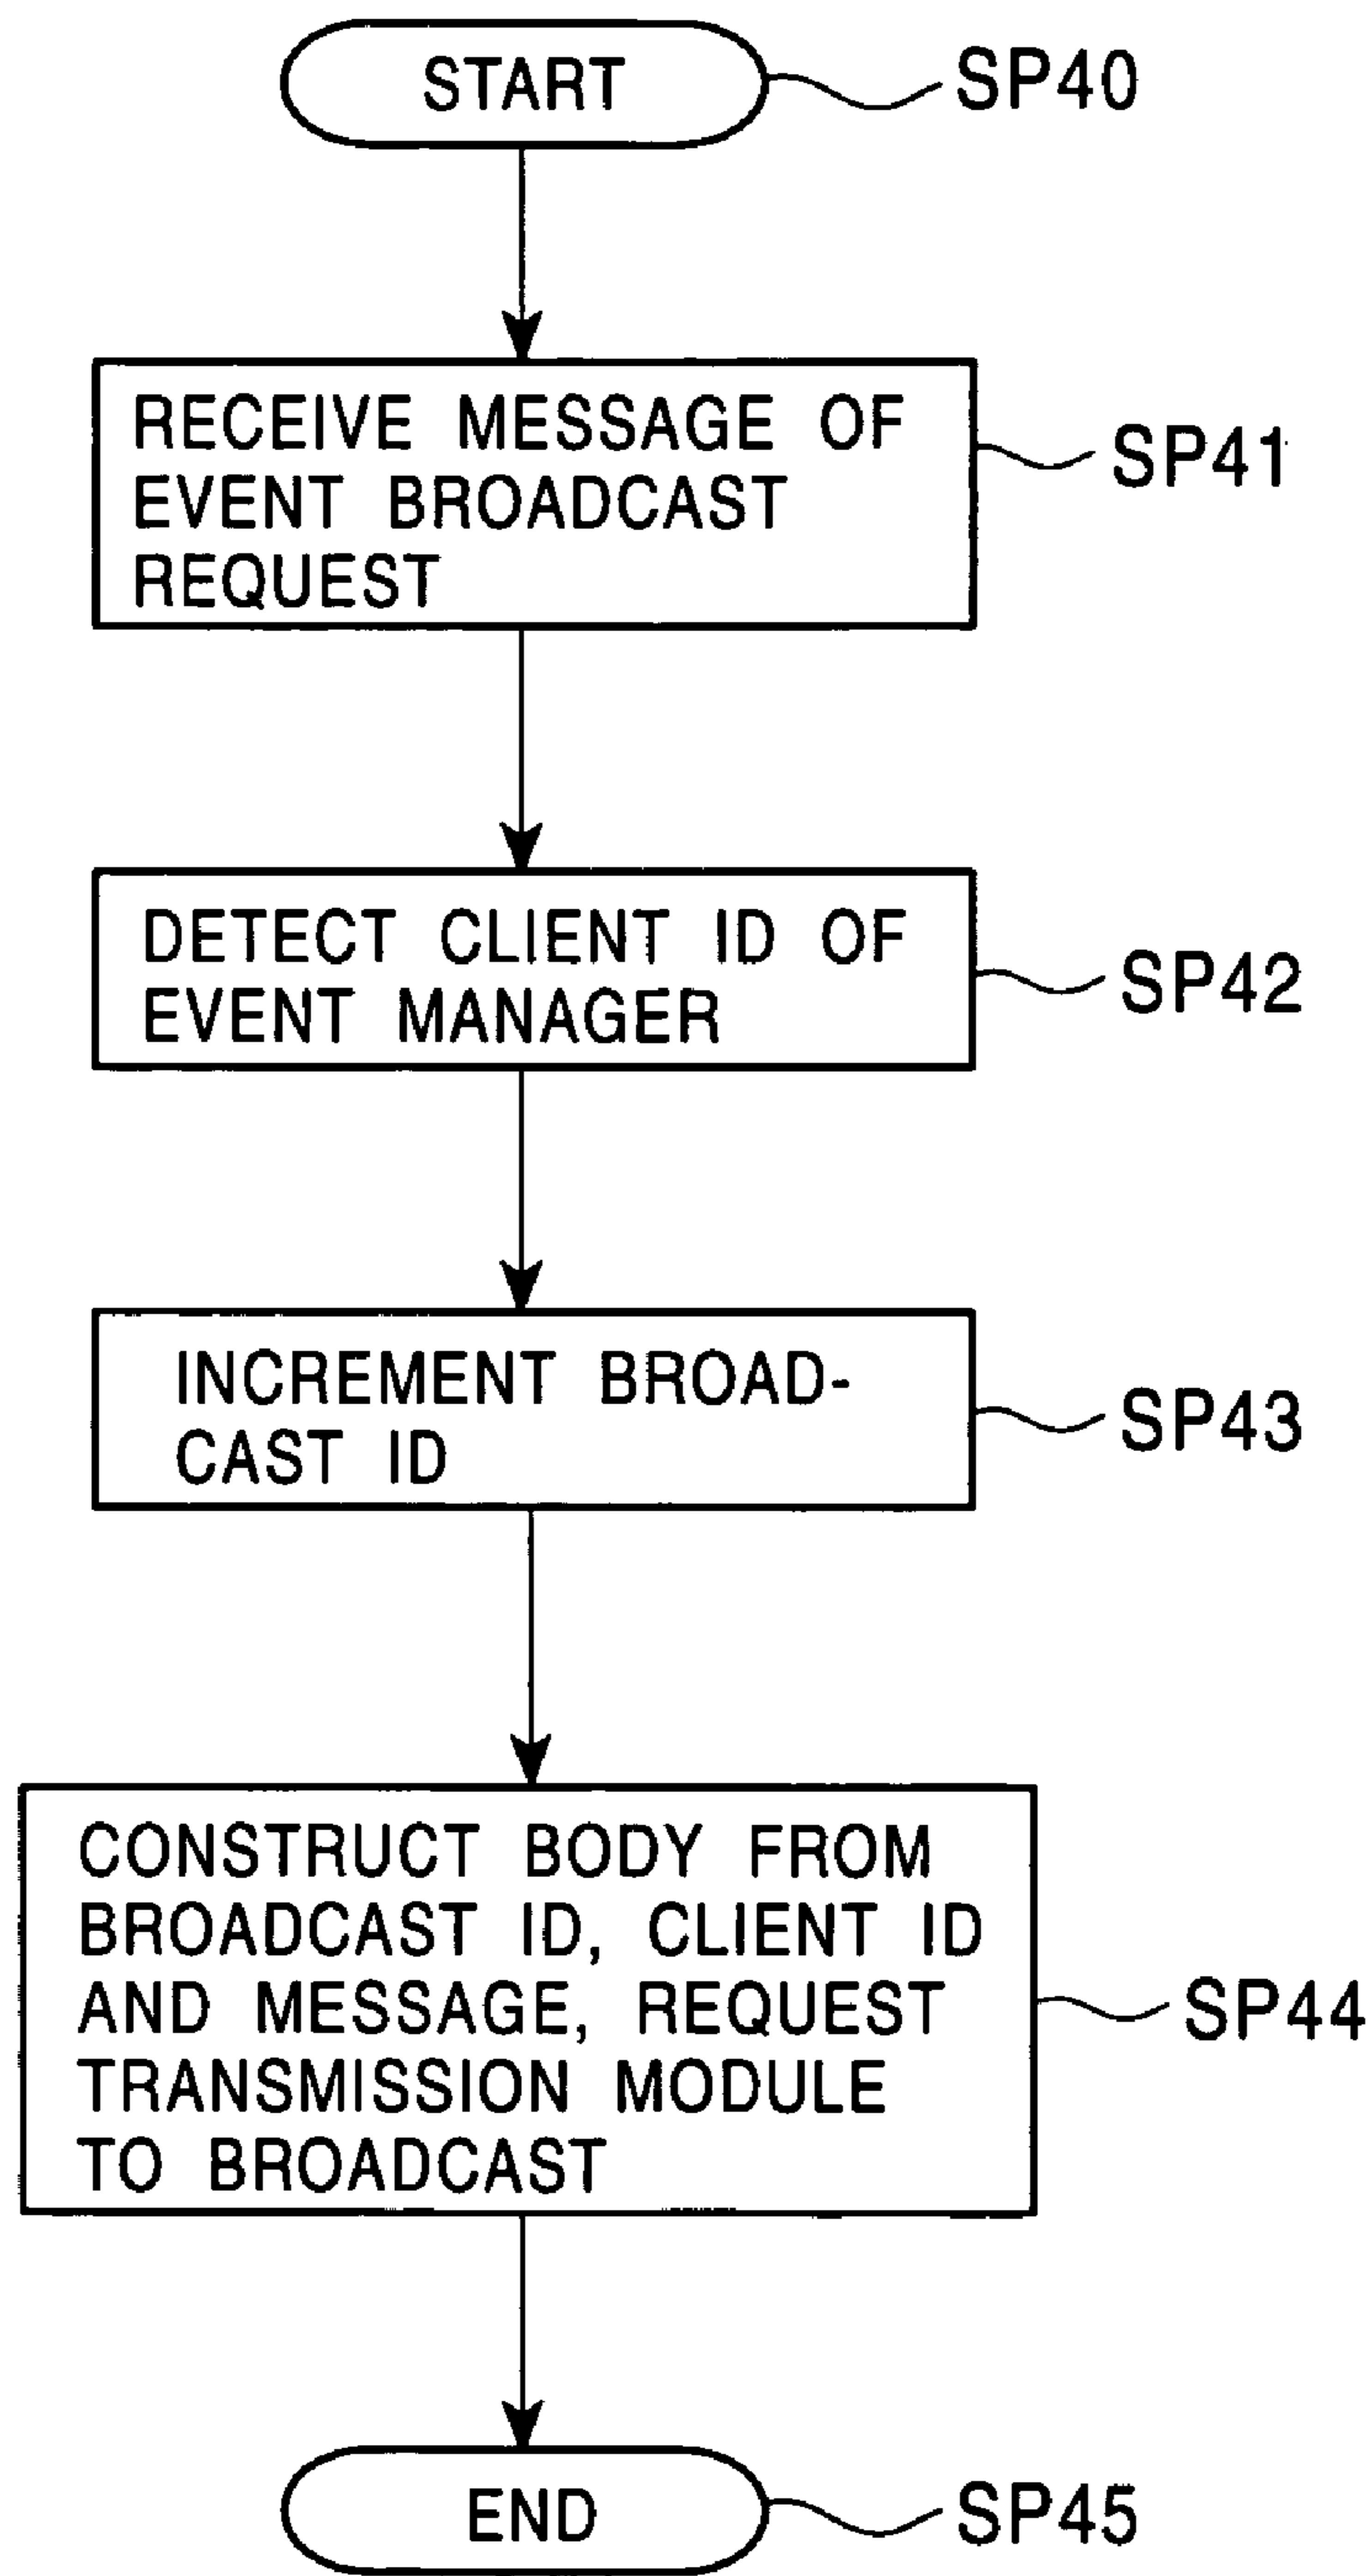 START
SP40
RECEIVE MESSAGE OF
EVENT BROADCAST
REQUEST
SP41
DETECT CLIENT ID OF
EVENT MANAGER
SP42
INCREMENT BROAD-
CAST ID
SP43
CONSTRUCT BODY FROM
BROADCAST ID, CLIENT ID
AND MESSAGE, REQUEST
TRANSMISSION MODULE
TO BROADCAST
SP44
END
SP45